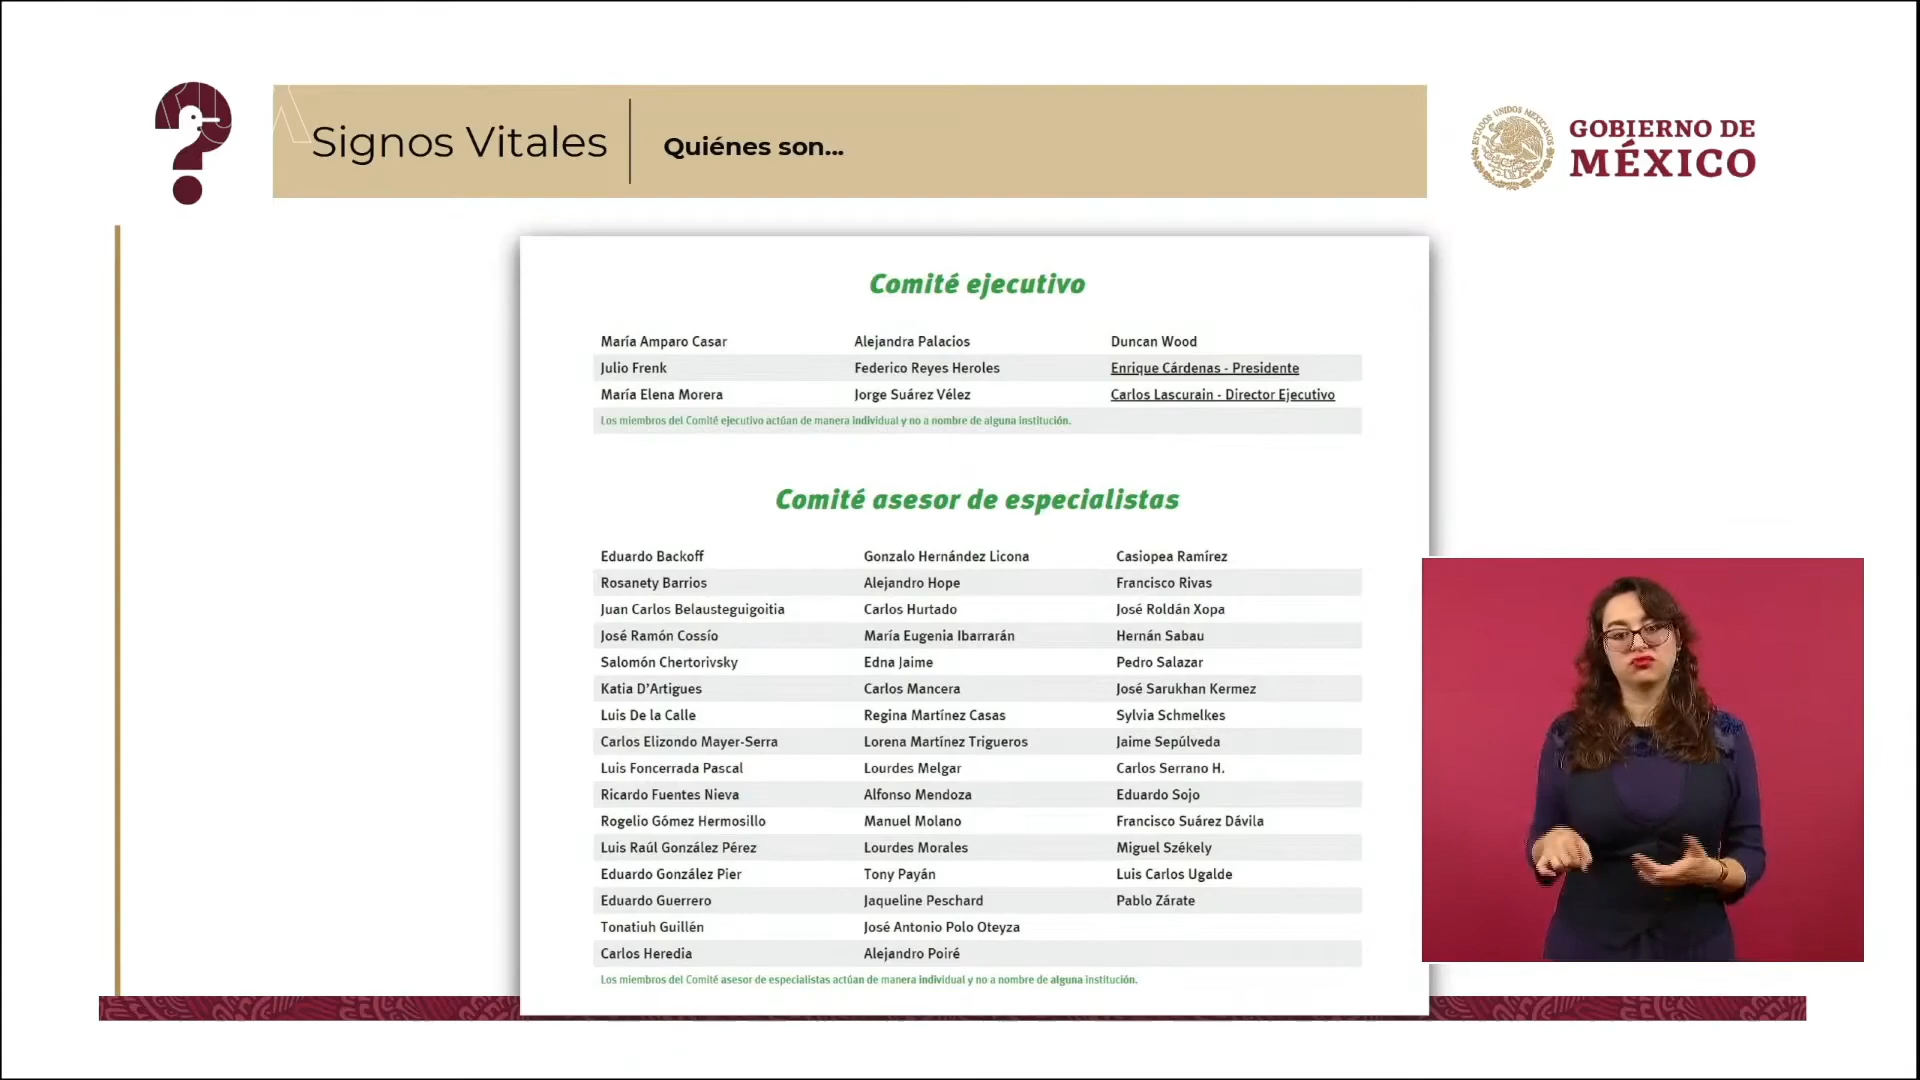 Signos Vitales
Quiénes son...
ESTADOS UNIDOS MEXICANOS
GOBIERNO DE
MÉXICO
Comité ejecutivo
María Amparo Casar Alejandra Palacios Duncan Wood
Julio Frenk Federico Reyes Heroles Enrique Cárdenas - Presidente
María Elena Morera Jorge Suárez Vélez Carlos Lascurain - Director Ejecutivo
Los miembros del Comité ejecutivo actúan de manera individual y no a nombre de alguna institución.
Comité asesor de especialistas
Eduardo Backoff Gonzalo Hernández Licona Casiopea Ramírez
Rosanety Barrios Alejandro Hope Francisco Rivas
Juan Carlos Belausteguigoitia Carlos Hurtado José Roldán Xopa
José Ramón Cossío María Eugenia Ibarrarán Hernán Sabau
Salomón Chertorivsky Edna Jaime Pedro Salazar
Katia D'Artigues Carlos Mancera José Sarukhan Kermez
Luis De la Calle Regina Martínez Casas Sylvia Schmelkes
Carlos Elizondo Mayer-Serra Lorena Martínez Trigueros Jaime Sepúlveda
Luis Foncerrada Pascal Lourdes Melgar Carlos Serrano H.
Ricardo Fuentes Nieva Alfonso Mendoza Eduardo Sojo
Rogelio Gómez Hermosillo Manuel Molano Francisco Suárez Dávila
Luis Raúl González Pérez Lourdes Morales Miguel Székely
Eduardo González Pier Tony Payán Luis Carlos Ugalde
Eduardo Guerrero Jaqueline Peschard Pablo Zárate
Tonatiuh Guillén José Antonio Polo Oteyza
Carlos Heredia Alejandro Poiré
Los miembros del Comité asesor de especialistas actúan de manera individual y no a nombre de alguna institución.